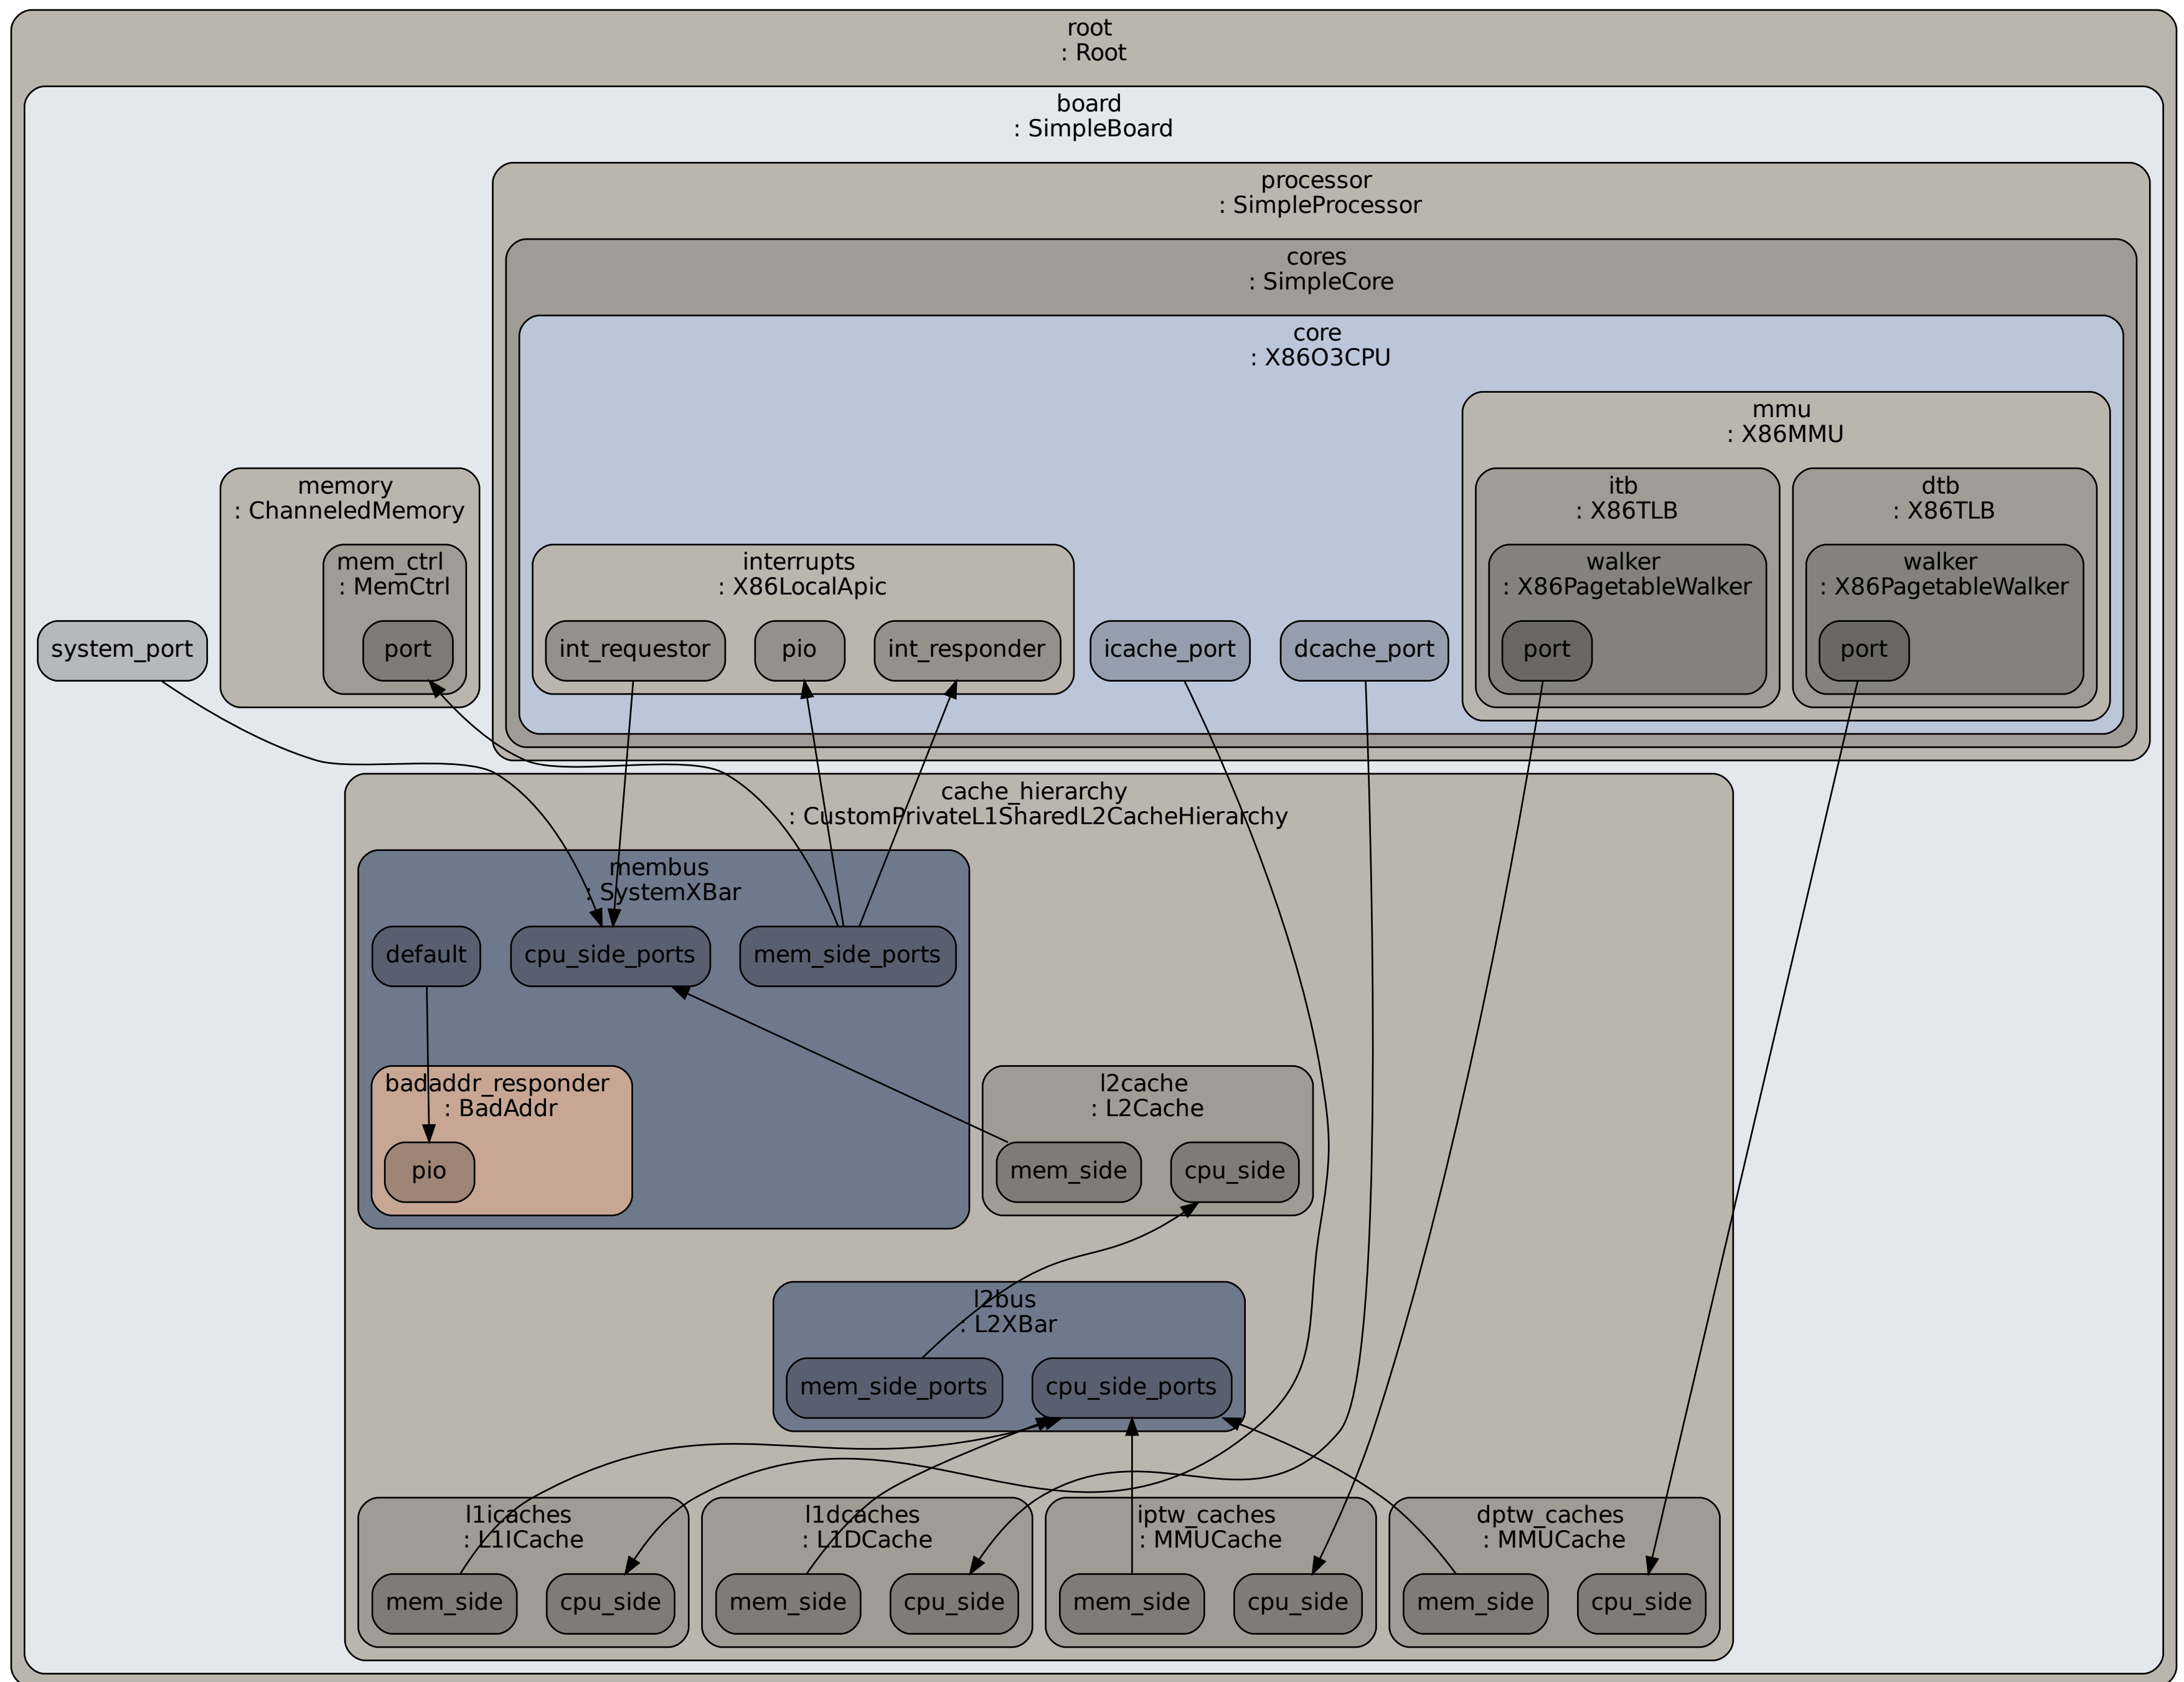 root
: Root
board
: SimpleBoard
processor
: SimpleProcessor
cores
: SimpleCore
core
: X86O3CPU
mmu
: X86MMU
memory
: ChanneledMemory
itb
: X86TLB
dtb
: X86TLB
mem_ctrl
: MemCtrl
interrupts
: X86LocalApic
walker
: X86PagetableWalker
walker
: X86PagetableWalker
system_port
port
int_requestor
pio
int_responder
icache_port
dcache_port
port
port
cache_hierarchy
: CustomPrivateL1SharedL2CacheHierarchy
membus
: SystemXBar
default
cpu_side_ports
mem_side_ports
badaddr_responder
: BadAddr
pio
l2cache
: L2Cache
mem_side
cpu_side
l2bus
: L2XBar
mem_side_ports
cpu_side_ports
l1icaches
: L1ICache
mem_side
cpu_side
l1dcaches
: L1DCache
mem_side
cpu_side
iptw_caches
: MMUCache
mem_side
cpu_side
dptw_caches
: MMUCache
mem_side
cpu_side